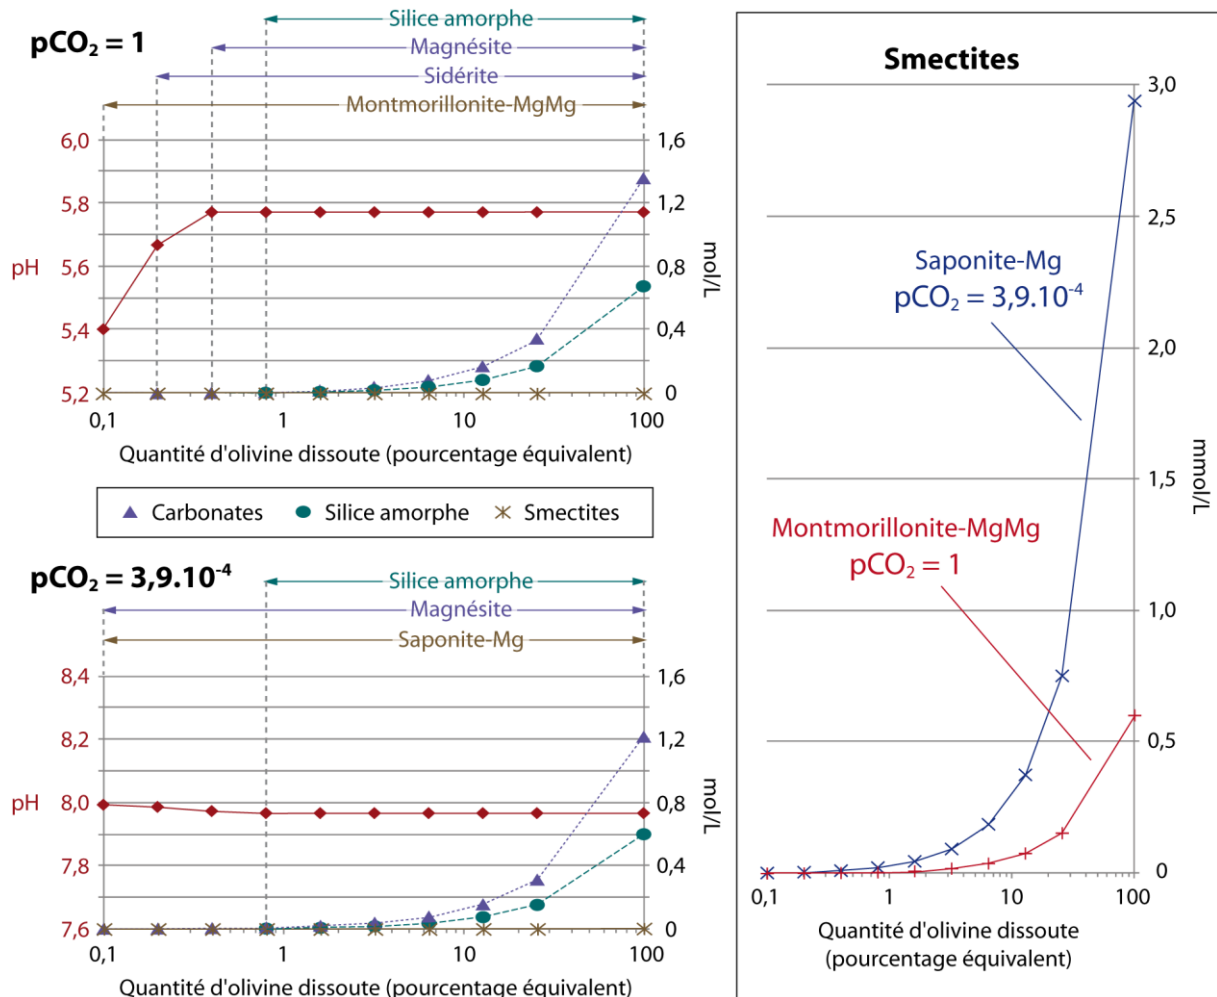 pCO₂ = 1
Silice amorphe
Magnésite
Sidérite
Montmorillonite-MgMg
6,0
5,8
pH 5,6
5,4
5,2
1,6
1,2
0,8
0,4
0
mol/L
0,1 1 10 100
Quantité d'olivine dissoute (pourcentage équivalent)
Carbonates Silice amorphe Smectites
pCO₂ = 3,9.10⁻⁴
Silice amorphe
Magnésite
Saponite-Mg
8,4
8,2
pH 8,0
7,8
7,6
1,6
1,2
0,8
0,4
0
mol/L
0,1 1 10 100
Quantité d'olivine dissoute (pourcentage équivalent)
Smectites
3,0
2,5
2,0
1,5
1,0
0,5
0
mmol/L
Saponite-Mg
pCO₂ = 3,9.10⁻⁴
Montmorillonite-MgMg
pCO₂ = 1
0,1 1 10 100
Quantité d'olivine dissoute
(pourcentage équivalent)